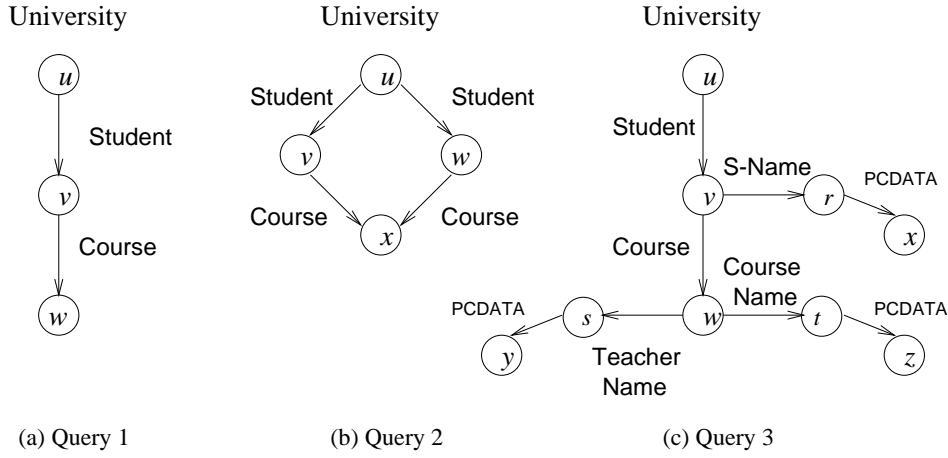 University
u
Student
v
Course
w
(a) Query 1
University
u
Student
Student
v
w
Course
Course
x
(b) Query 2
University
u
Student
S-Name
PCDATA
v
r
x
Course
Course
Name
PCDATA
PCDATA
s
w
t
y
z
Teacher
Name
(c) Query 3